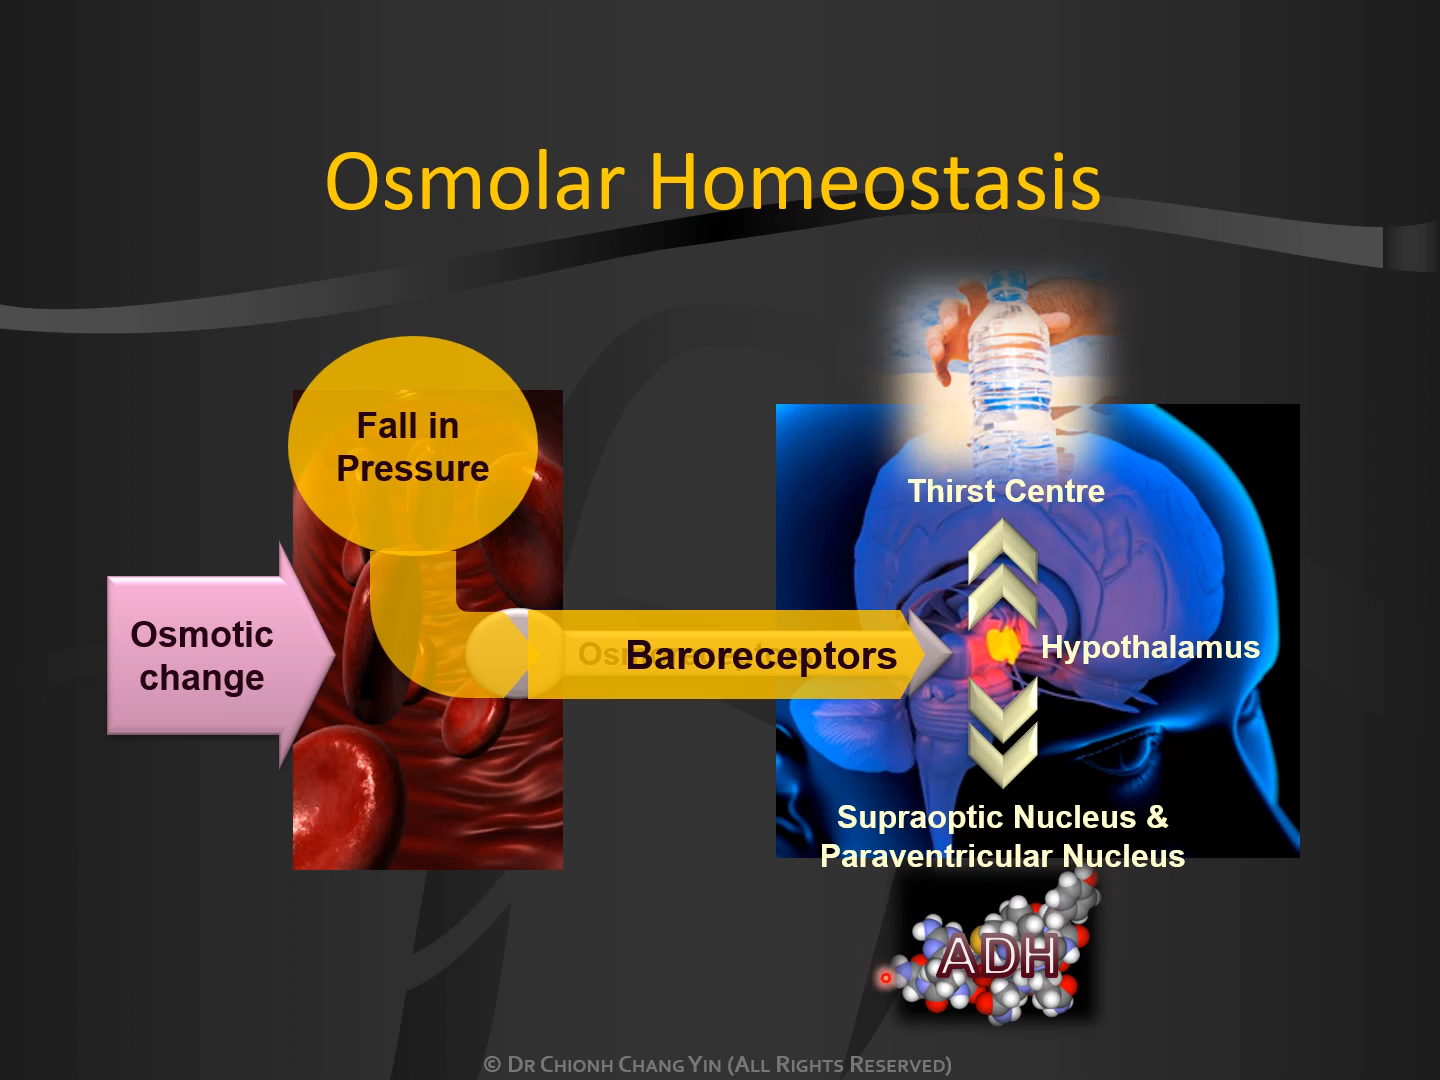 Osmolar Homeostasis
Fall in
Pressure
Osmotic
change
Baroreceptors
Thirst Centre
Hypothalamus
Supraoptic Nucleus &
Paraventricular Nucleus
ADH
© Dr Chionh Chang Yin (All Rights Reserved)